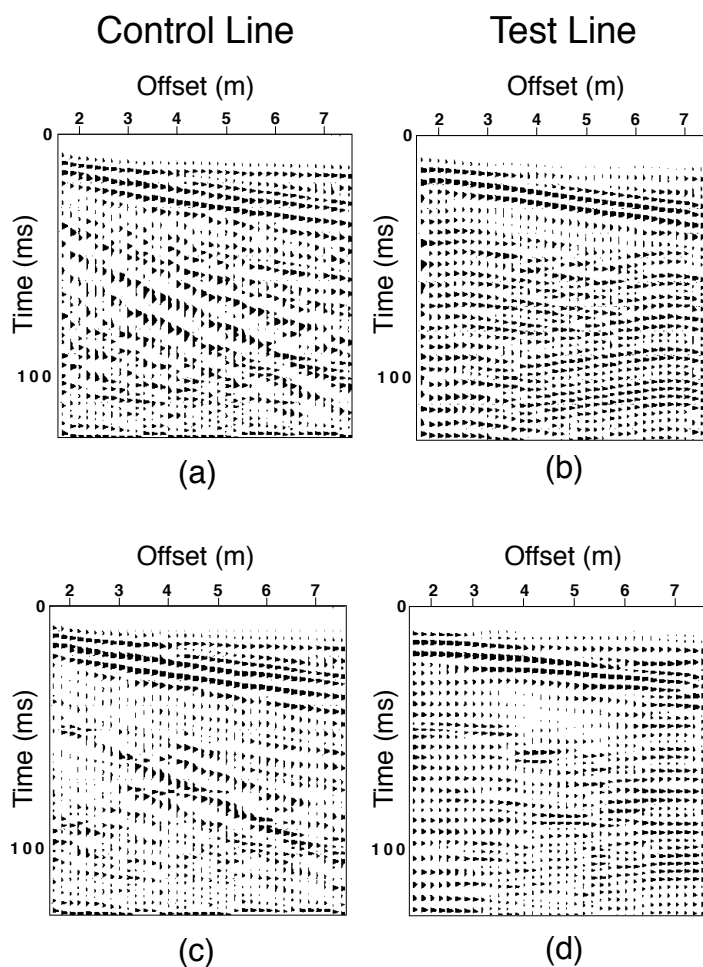 Control Line
Test Line
Offset (m)
Offset (m)
2 3 4 5 6 7
2 3 4 5 6 7
0
0
Time (ms)
Time (ms)
100
100
(a)
(b)
Offset (m)
Offset (m)
2 3 4 5 6 7
2 3 4 5 6 7
0
0
Time (ms)
Time (ms)
100
100
(c)
(d)